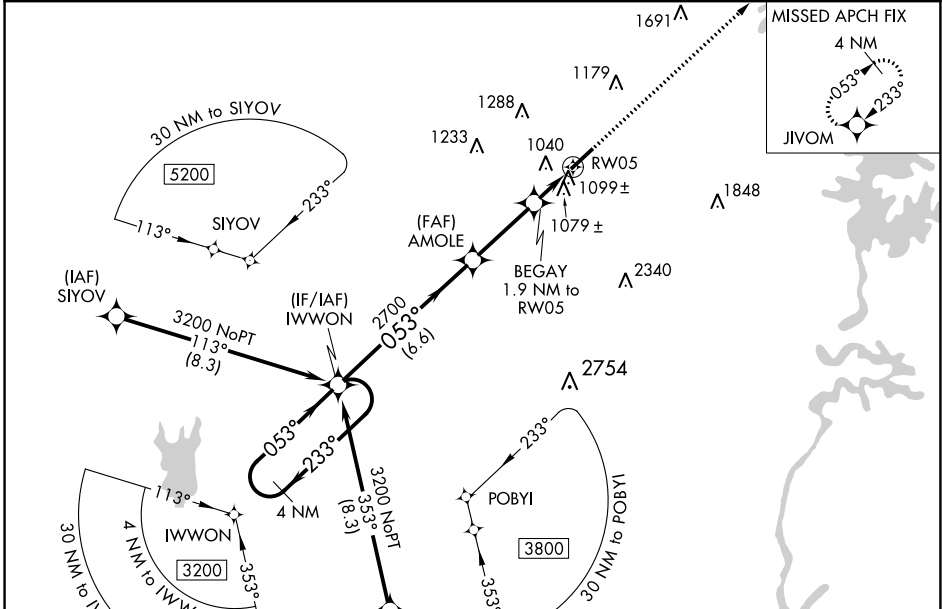 1691
MISSED APCH FIX
4 NM
053°
233°
JIVOM
1179
1288
1233
1040
RW05
1099 ±
1079 ±
1848
30 NM to SIYOV
5200
233°
113°
SIYOV
(FAF)
AMOLE
BEGAY
1.9 NM to
RW05
2340
(IAF)
SIYOV
(IF/IAF)
IWWON
2700
053°
(6.6)
3200 NoPT
113°
(8.3)
2754
053°
233°
4 NM
3200 NoPT
353°
(8.3)
233°
POBYI
3800
353°
30 NM to POBYI
113°
IWWON
3200
353°
4 NM to IWW
30 NM to IW